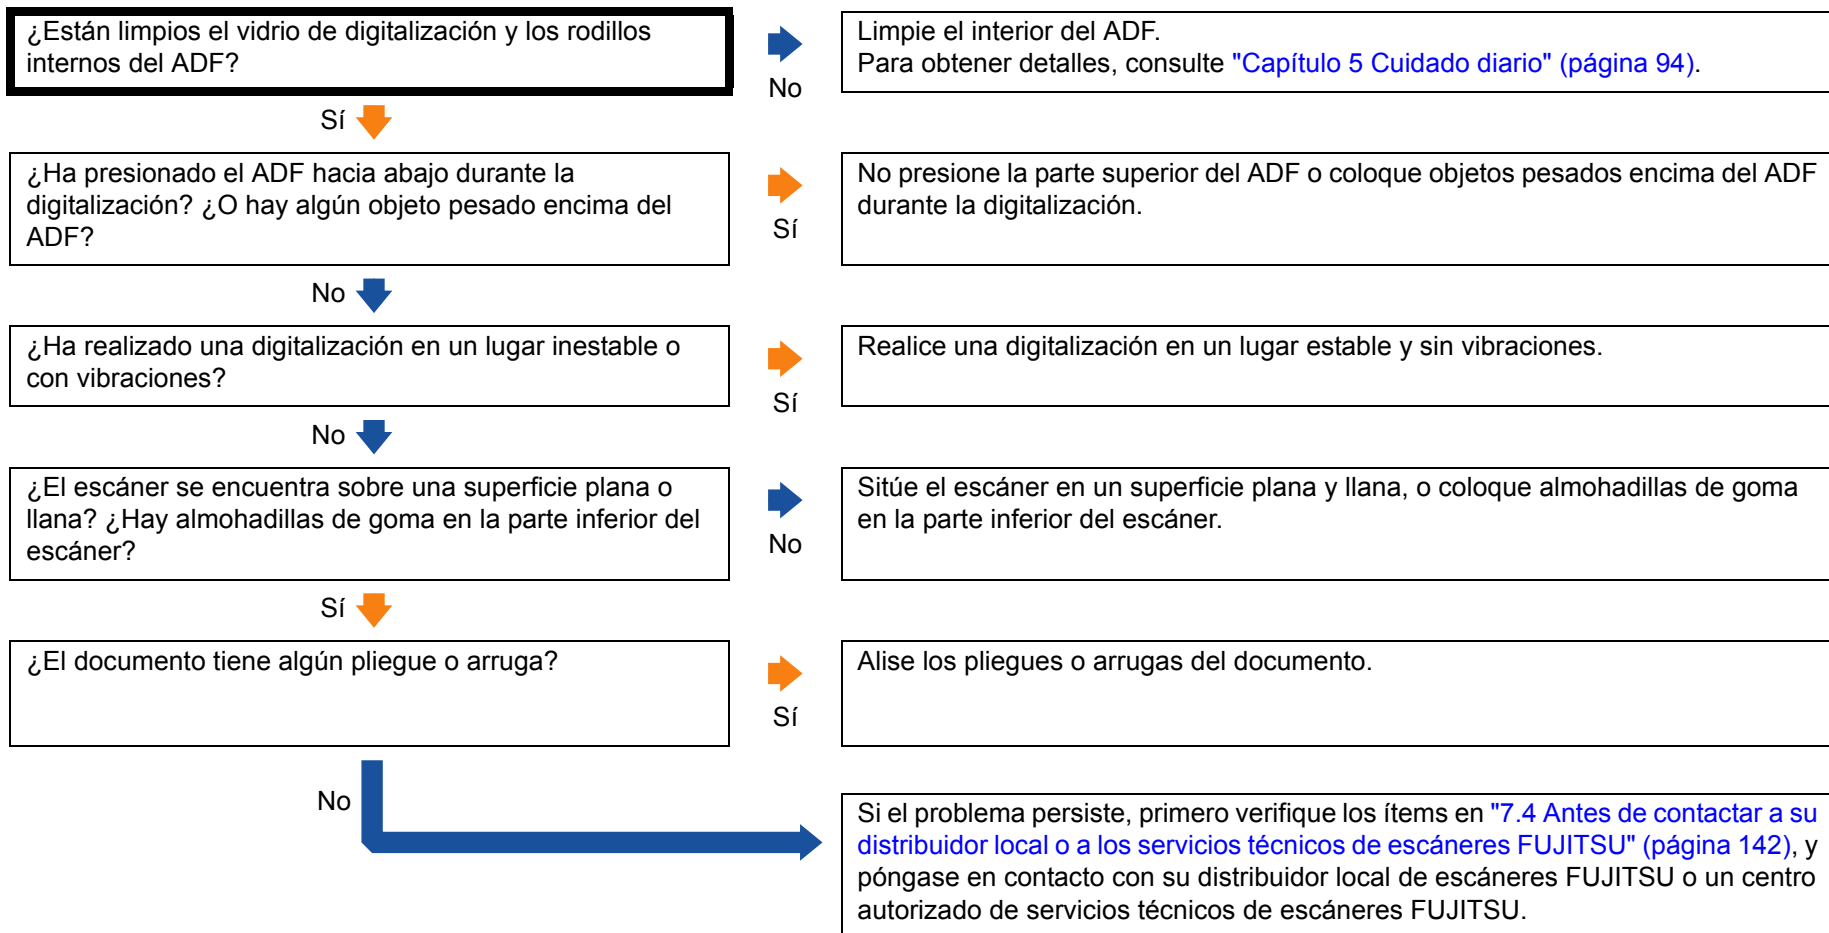 ¿Están limpios el vidrio de digitalización y los rodillos
internos del ADF?
No
Limpie el interior del ADF.
Para obtener detalles, consulte "Capítulo 5 Cuidado diario" (página 94).
Sí
¿Ha presionado el ADF hacia abajo durante la
digitalización? ¿O hay algún objeto pesado encima del
ADF?
Sí
No presione la parte superior del ADF o coloque objetos pesados encima del ADF
durante la digitalización.
No
¿Ha realizado una digitalización en un lugar inestable o
con vibraciones?
Sí
Realice una digitalización en un lugar estable y sin vibraciones.
No
¿El escáner se encuentra sobre una superficie plana o
llana? ¿Hay almohadillas de goma en la parte inferior del
escáner?
No
Sitúe el escáner en un superficie plana y llana, o coloque almohadillas de goma
en la parte inferior del escáner.
Sí
¿El documento tiene algún pliegue o arruga?
Sí
Alise los pliegues o arrugas del documento.
No
Si el problema persiste, primero verifique los ítems en "7.4 Antes de contactar a su
distribuidor local o a los servicios técnicos de escáneres FUJITSU" (página 142), y
póngase en contacto con su distribuidor local de escáneres FUJITSU o un centro
autorizado de servicios técnicos de escáneres FUJITSU.